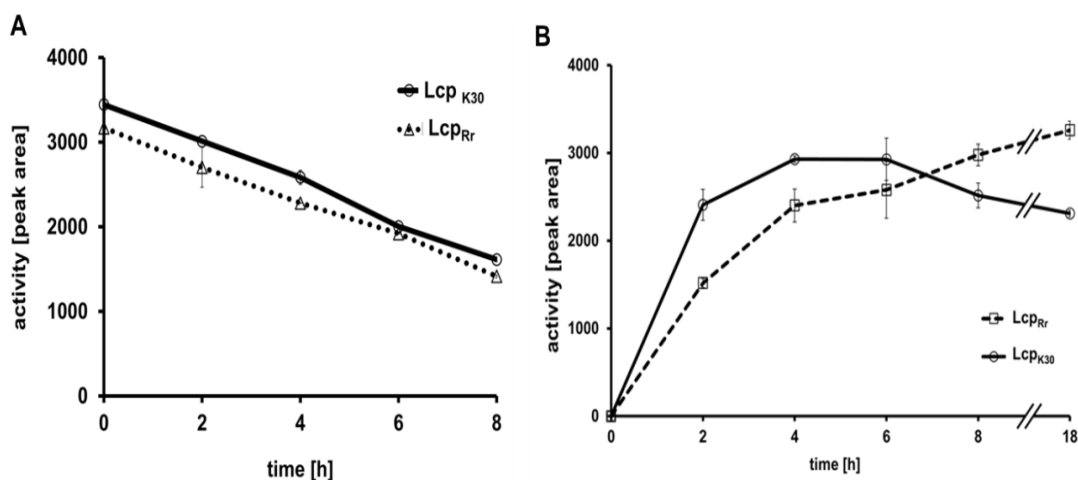 A
4000
3000
2000
1000
0
0 2 4 6 8
time [h]
activity [peak area]
Lcp K30
LcpRr
B
4000
3000
2000
1000
0
0 2 4 6 8 18
time [h]
activity [peak area]
LcpRr
LcpK30